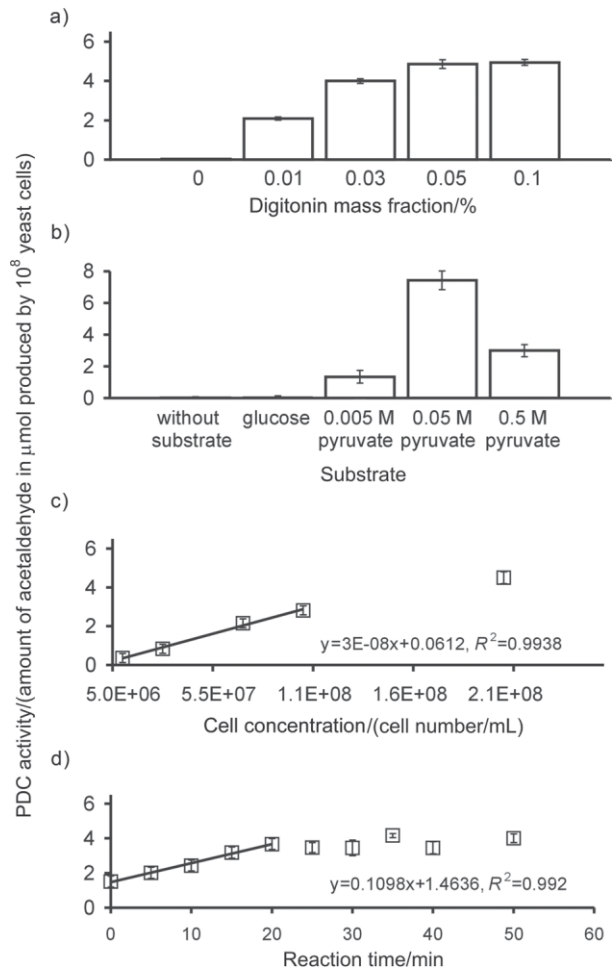 a)
6
4
2
0
0 0.01 0.03 0.05 0.1
Digitonin mass fraction/%
b)
8
6
4
2
0
without substrate glucose 0.005 M pyruvate 0.05 M pyruvate 0.5 M pyruvate
Substrate
PDC activity/(amount of acetaldehyde in μmol produced by 10⁸ yeast cells)
c)
6
4
2
0
y=3E-08x+0.0612, R²=0.9938
5.0E+06 5.5E+07 1.1E+08 1.6E+08 2.1E+08
Cell concentration/(cell number/mL)
d)
6
4
2
0
y=0.1098x+1.4636, R²=0.992
0 10 20 30 40 50 60
Reaction time/min